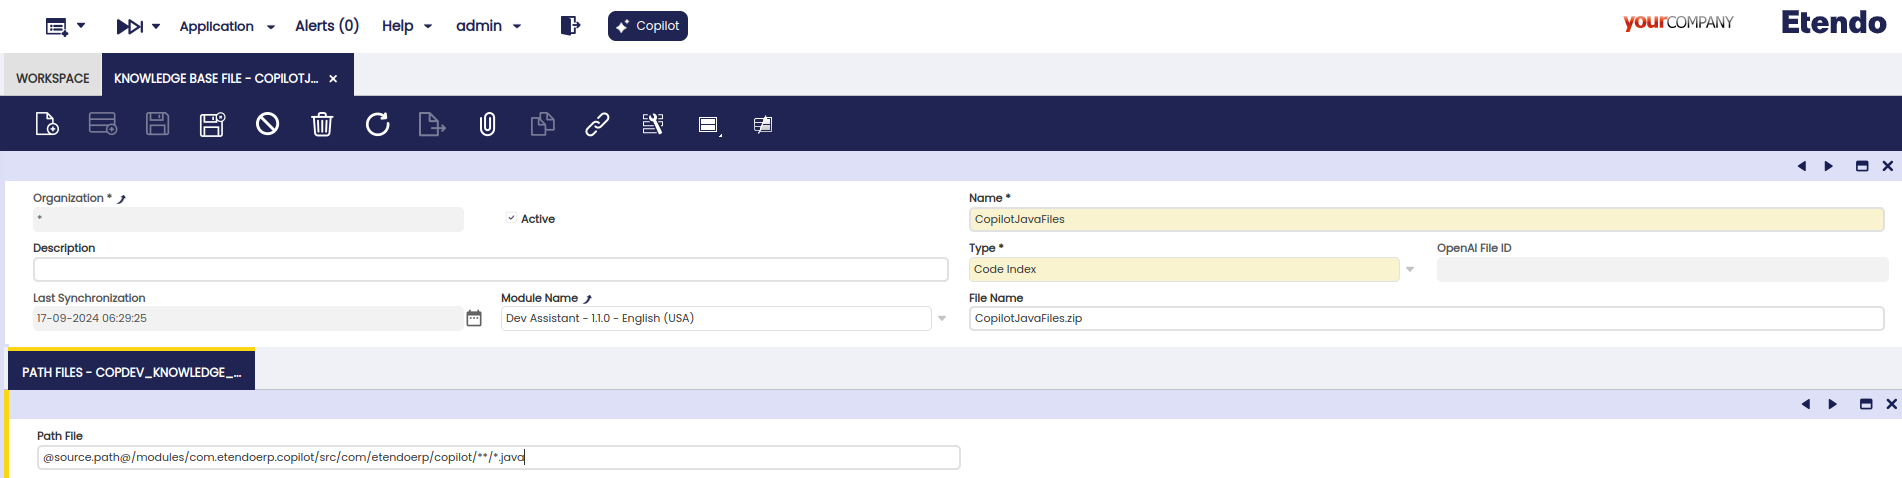 Application Alerts (0) Help admin Copilot yourCOMPANY Etendo
WORKSPACE KNOWLEDGE BASE FILE - COPILOTJ...
Organization * Name *
* Active CopilotJavaFiles
Description Type * OpenAI File ID
Code Index
Last Synchronization Module Name File Name
17-09-2024 06:29:25 Dev Assistant - 1.1.0 - English (USA) CopilotJavaFiles.zip
PATH FILES - COPDEV_KNOWLEDGE_...
Path File
@source.path@/modules/com.etendoerp.copilot/src/com/etendoerp/copilot/**/*.java